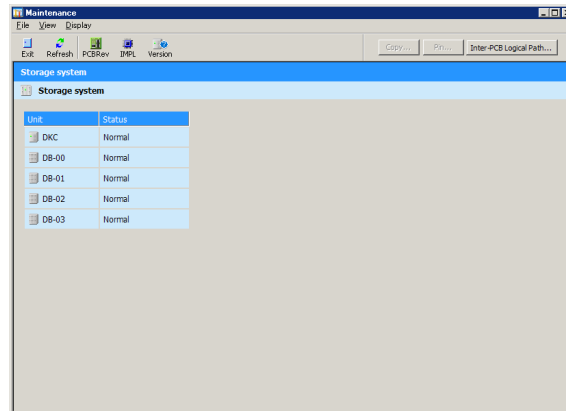 Maintenance
File View Display
Exit Refresh PCBRev IMPL Version Copy... Pin... Inter-PCB Logical Path...
Storage system
Storage system
Unit Status
DKC Normal
DB-00 Normal
DB-01 Normal
DB-02 Normal
DB-03 Normal